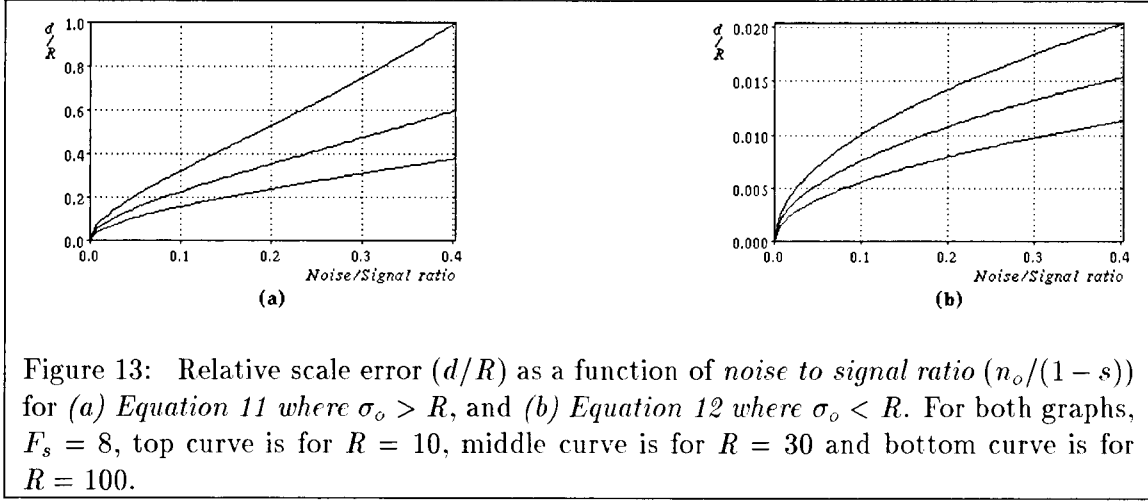 d
/
R
1.0
0.8
0.6
0.4
0.2
0.0
0.0 0.1 0.2 0.3 0.4
Noise/Signal ratio
(a)
d
/
R
0.020
0.015
0.010
0.005
0.000
0.0 0.1 0.2 0.3 0.4
Noise/Signal ratio
(b)
Figure 13: Relative scale error (d/R) as a function of noise to signal ratio (nₒ/(1 − s))
for (a) Equation 11 where σₒ > R, and (b) Equation 12 where σₒ < R. For both graphs,
Fₛ = 8, top curve is for R = 10, middle curve is for R = 30 and bottom curve is for
R = 100.